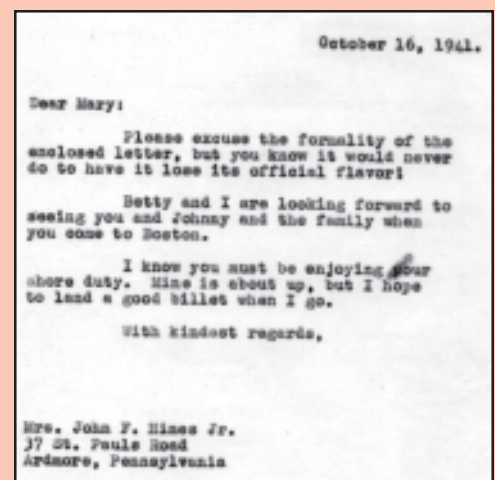 October 16, 1941.
Dear Mary:
Please excuse the formality of the
enclosed letter, but you know it would never
do to have it lose its official flavor!
Betty and I are looking forward to
seeing you and Johnny and the family when
you come to Boston.
I know you must be enjoying your
shore duty. Mine is about up, but I hope
to land a good billet when I go.
With kindest regards,
Mrs. John F. Hines Jr.
37 St. Pauls Road
Ardmore, Pennsylvania